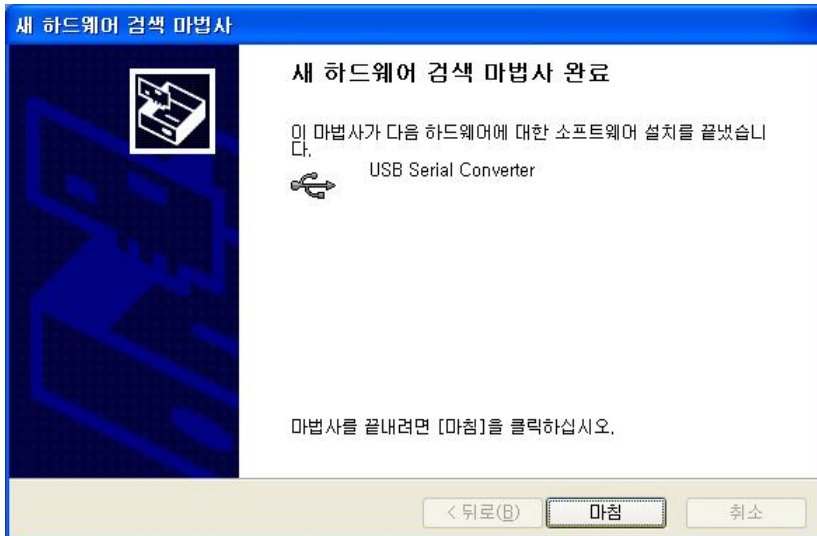 새 하드웨어 검색 마법사
새 하드웨어 검색 마법사 완료
이 마법사가 다음 하드웨어에 대한 소프트웨어 설치를 끝냈습니
다.
USB Serial Converter
마법사를 끝내려면 [마침]을 클릭하십시오.
< 뒤로(B) 마침 취소